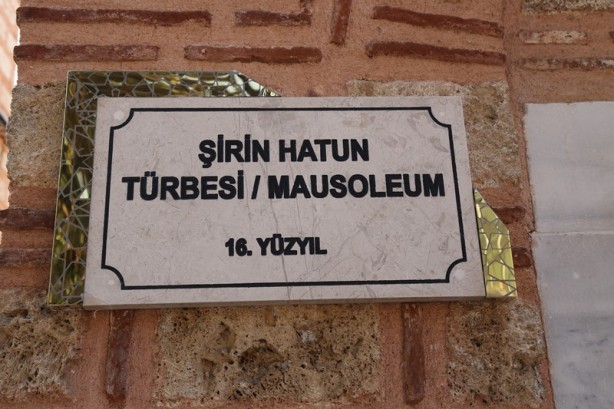 ŞİRİN HATUN
TÜRBESİ / MAUSOLEUM
16. YÜZYIL